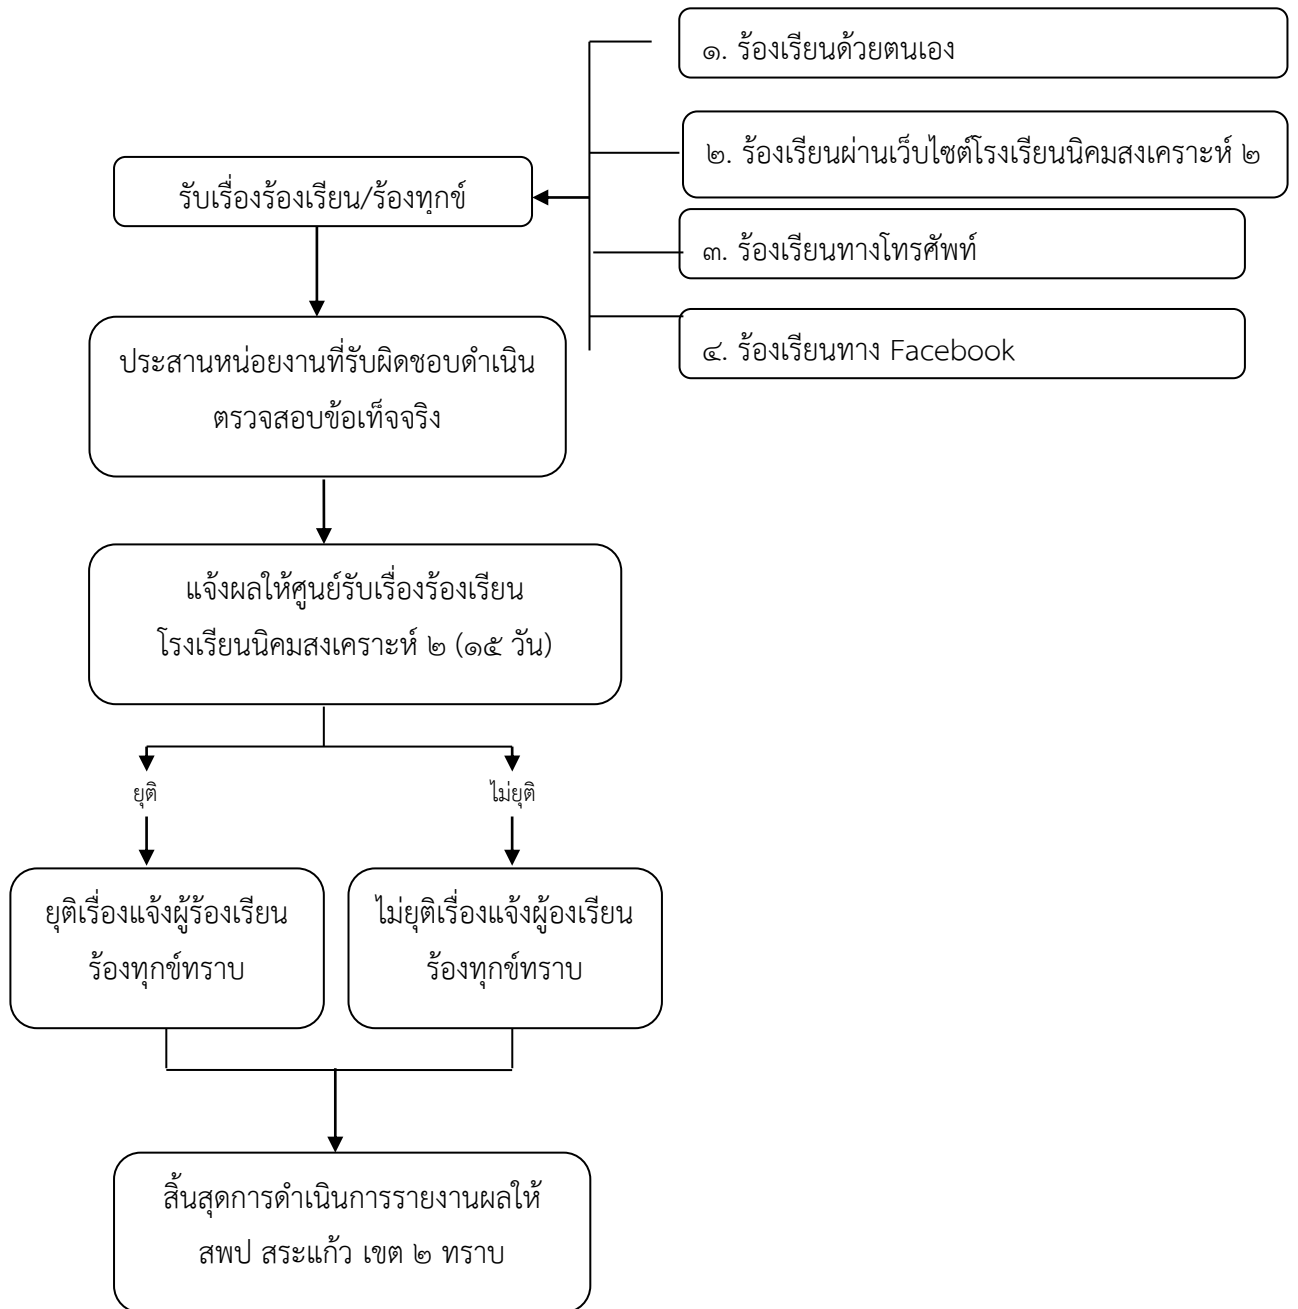 ๑. ร้องเรียนด้วยตนเอง
๒. ร้องเรียนผ่านเว็บไซต์โรงเรียนนิคมสงเคราะห์ ๒
รับเรื่องร้องเรียน/ร้องทุกข์
๓. ร้องเรียนทางโทรศัพท์
๔. ร้องเรียนทาง Facebook
ประสานหน่อยงานที่รับผิดชอบดำเนิน
ตรวจสอบข้อเท็จจริง
แจ้งผลให้ศูนย์รับเรื่องร้องเรียน
โรงเรียนนิคมสงเคราะห์ ๒ (๑๕ วัน)
ยุติ
ไม่ยุติ
ยุติเรื่องแจ้งผู้ร้องเรียน
ร้องทุกข์ทราบ
ไม่ยุติเรื่องแจ้งผู้องเรียน
ร้องทุกข์ทราบ
สิ้นสุดการดำเนินการรายงานผลให้
สพป สระแก้ว เขต ๒ ทราบ